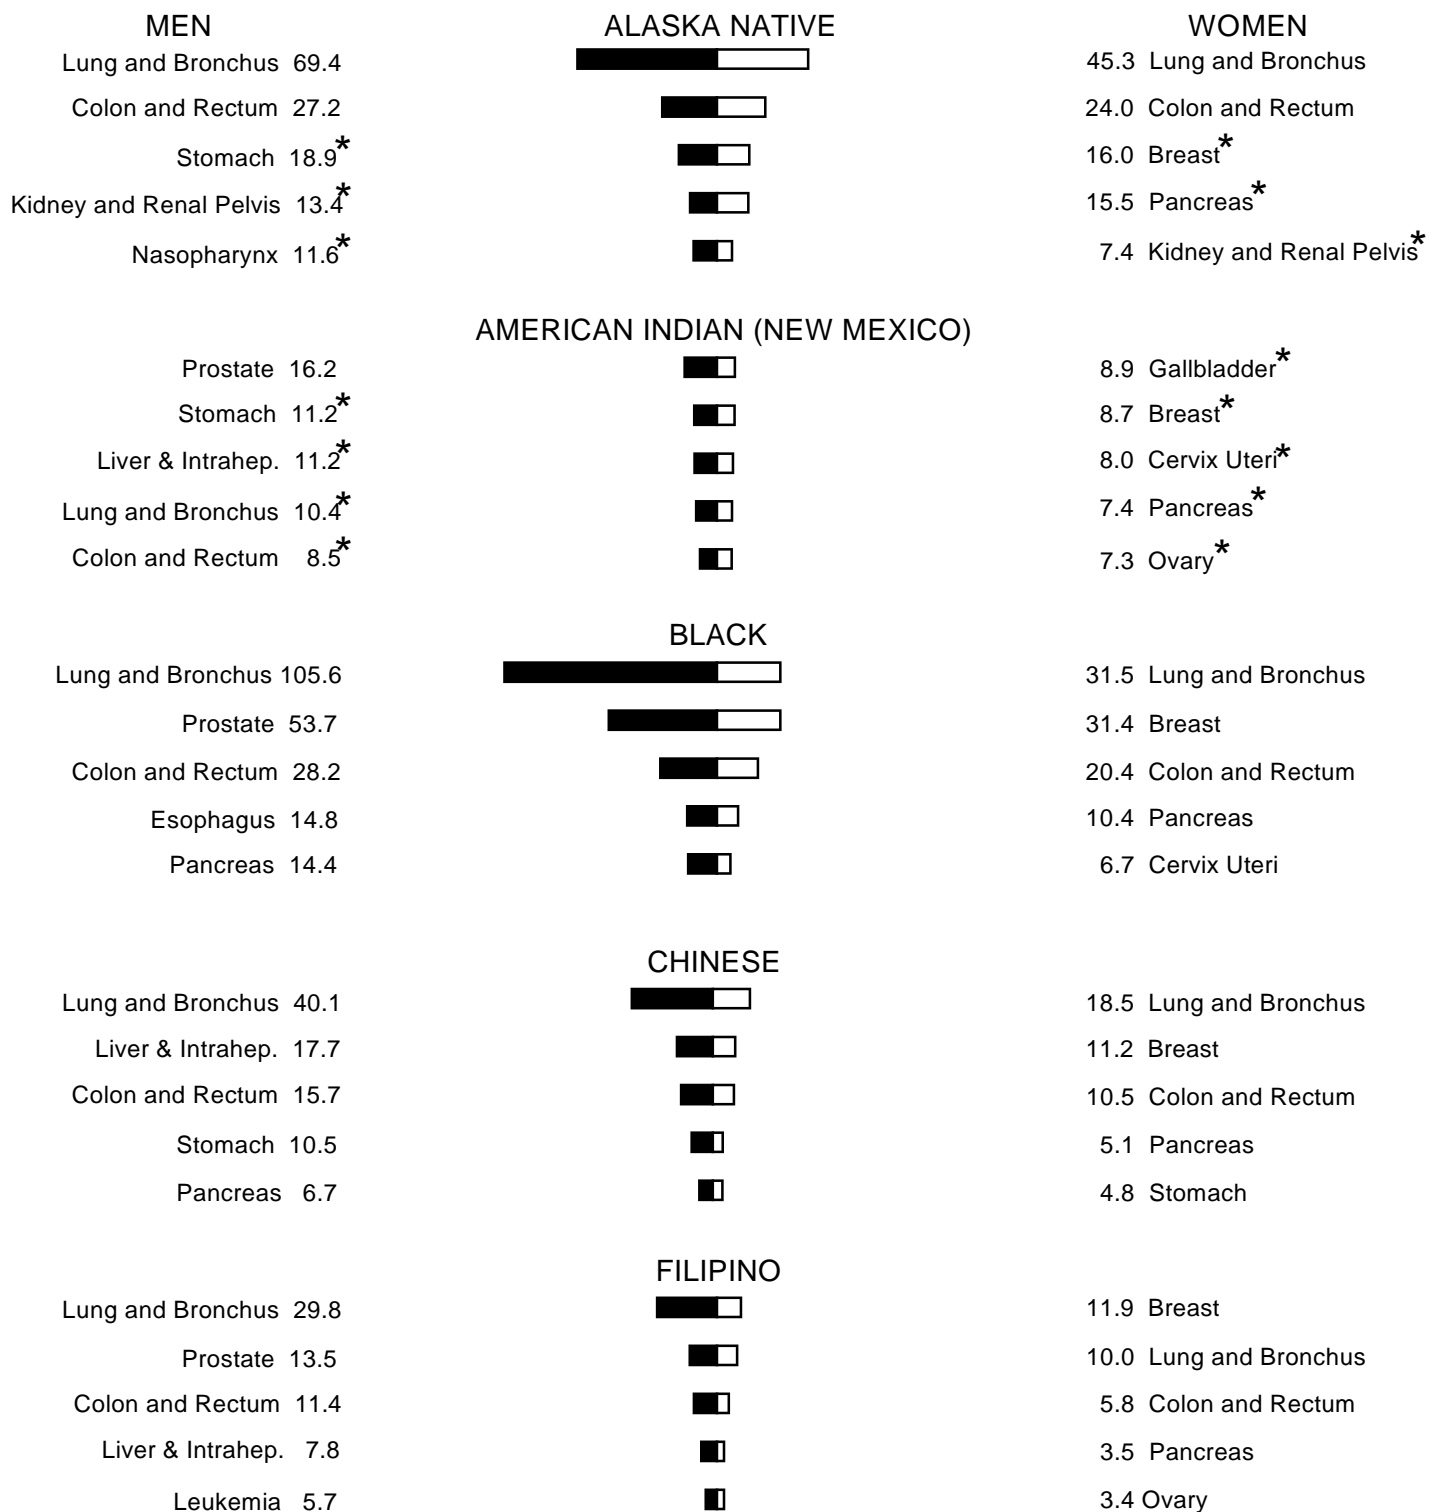 MEN ALASKA NATIVE WOMEN
Lung and Bronchus 69.4 45.3 Lung and Bronchus
Colon and Rectum 27.2 24.0 Colon and Rectum
Stomach 18.9* 16.0 Breast*
Kidney and Renal Pelvis 13.4* 15.5 Pancreas*
Nasopharynx 11.6* 7.4 Kidney and Renal Pelvis*
AMERICAN INDIAN (NEW MEXICO)
Prostate 16.2 8.9 Gallbladder*
Stomach 11.2* 8.7 Breast*
Liver & Intrahep. 11.2* 8.0 Cervix Uteri*
Lung and Bronchus 10.4* 7.4 Pancreas*
Colon and Rectum 8.5* 7.3 Ovary*
BLACK
Lung and Bronchus 105.6 31.5 Lung and Bronchus
Prostate 53.7 31.4 Breast
Colon and Rectum 28.2 20.4 Colon and Rectum
Esophagus 14.8 10.4 Pancreas
Pancreas 14.4 6.7 Cervix Uteri
CHINESE
Lung and Bronchus 40.1 18.5 Lung and Bronchus
Liver & Intrahep. 17.7 11.2 Breast
Colon and Rectum 15.7 10.5 Colon and Rectum
Stomach 10.5 5.1 Pancreas
Pancreas 6.7 4.8 Stomach
FILIPINO
Lung and Bronchus 29.8 11.9 Breast
Prostate 13.5 10.0 Lung and Bronchus
Colon and Rectum 11.4 5.8 Colon and Rectum
Liver & Intrahep. 7.8 3.5 Pancreas
Leukemia 5.7 3.4 Ovary